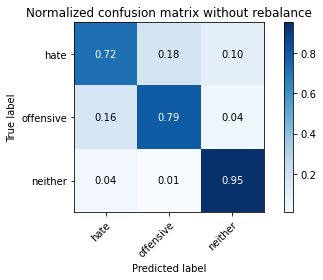 Normalized confusion matrix without rebalance
True label
hate
0.72 0.18 0.10
offensive
0.16 0.79 0.04
neither
0.04 0.01 0.95
hate
offensive
neither
Predicted label
0.8
0.6
0.4
0.2